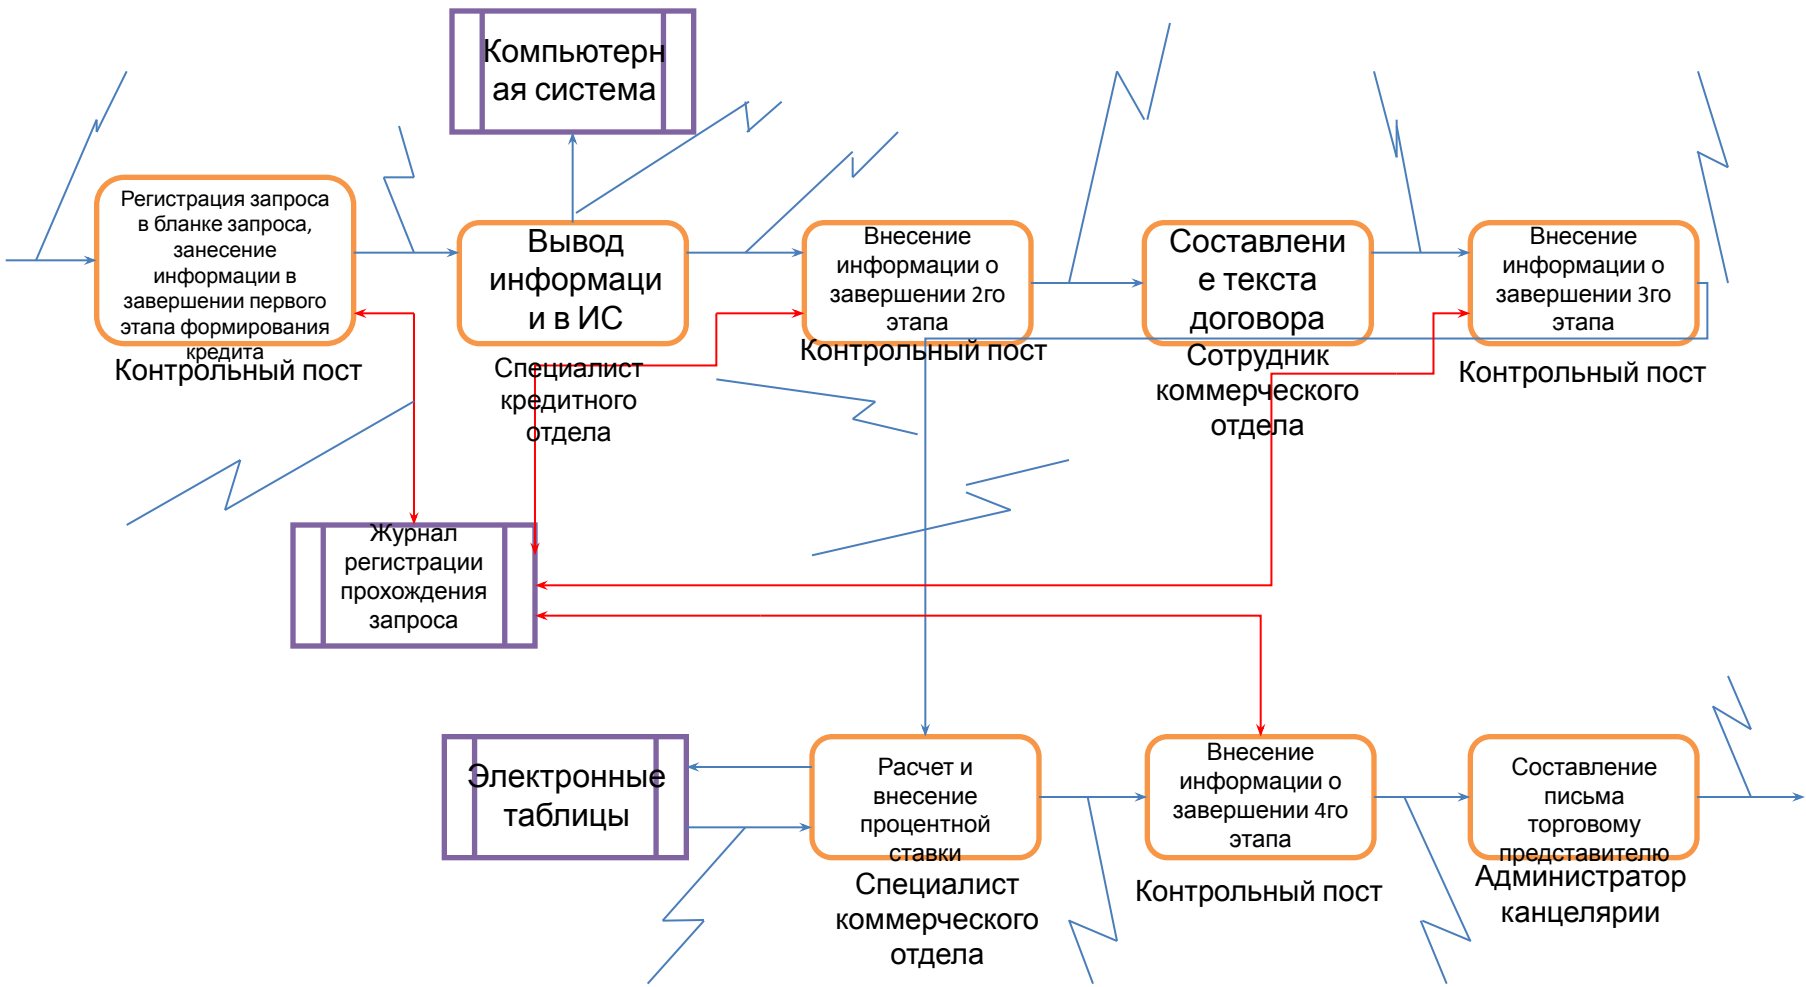 Компьютерн
ая система
Регистрация запроса
в бланке запроса,
занесение
информации в
завершении первого
этапа формирования
кредита
Контрольный пост
Вывод
информаци
и в ИС
Специалист
кредитного
отдела
Внесение
информации о
завершении 2го
этапа
Контрольный пост
Составлени
е текста
договора
Сотрудник
коммерческого
отдела
Внесение
информации о
завершении 3го
этапа
Контрольный пост
Журнал
регистрации
прохождения
запроса
Электронные
таблицы
Расчет и
внесение
процентной
ставки
Специалист
коммерческого
отдела
Внесение
информации о
завершении 4го
этапа
Контрольный пост
Составление
письма
торговому
представителю
Администратор
канцелярии